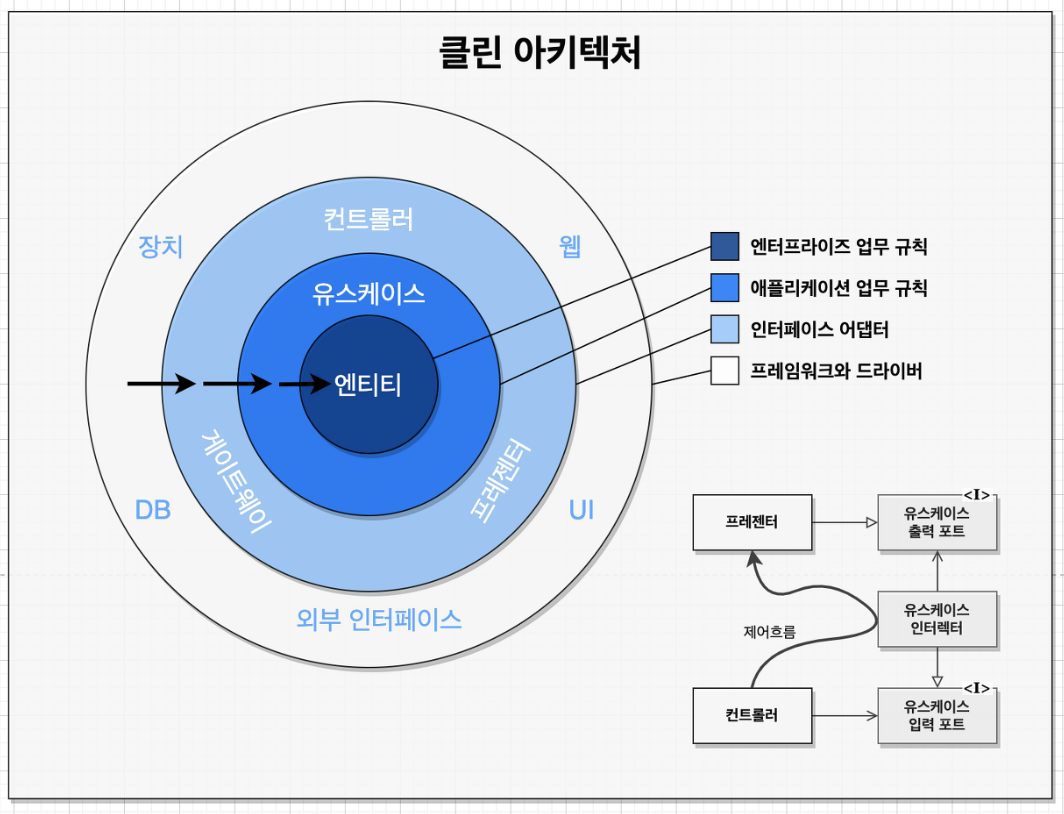 클린 아키텍처
컨트롤러
장치
웹
유스케이스
엔티티
게이트웨이
프레젠터
DB
UI
외부 인터페이스
엔터프라이즈 업무 규칙
애플리케이션 업무 규칙
인터페이스 어댑터
프레임워크와 드라이버
프레젠터
<I>
유스케이스
출력 포트
유스케이스
인터렉터
제어흐름
컨트롤러
<I>
유스케이스
입력 포트